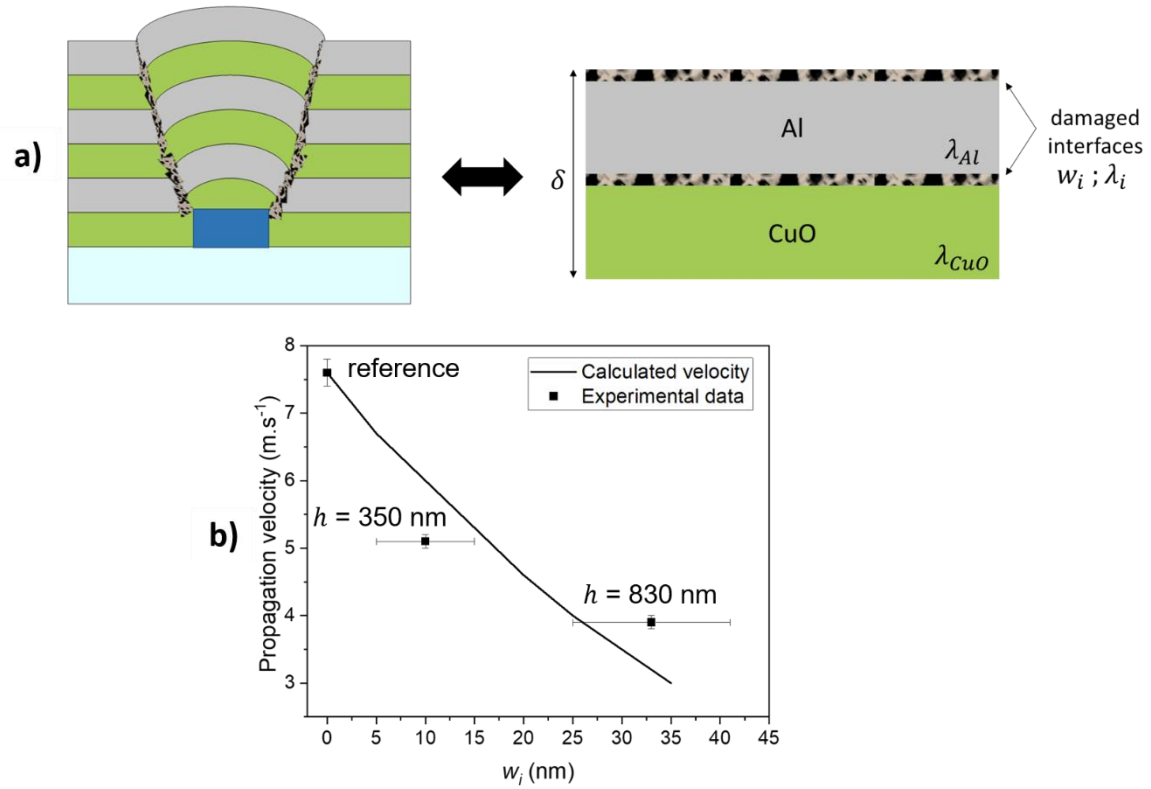 a)
δ
Al
λ_Al
CuO
λ_CuO
damaged
interfaces
w_i ; λ_i
b)
Propagation velocity (m.s⁻¹)
8
7
6
5
4
3
reference
h = 350 nm
h = 830 nm
Calculated velocity
Experimental data
0 5 10 15 20 25 30 35 40 45
w_i (nm)